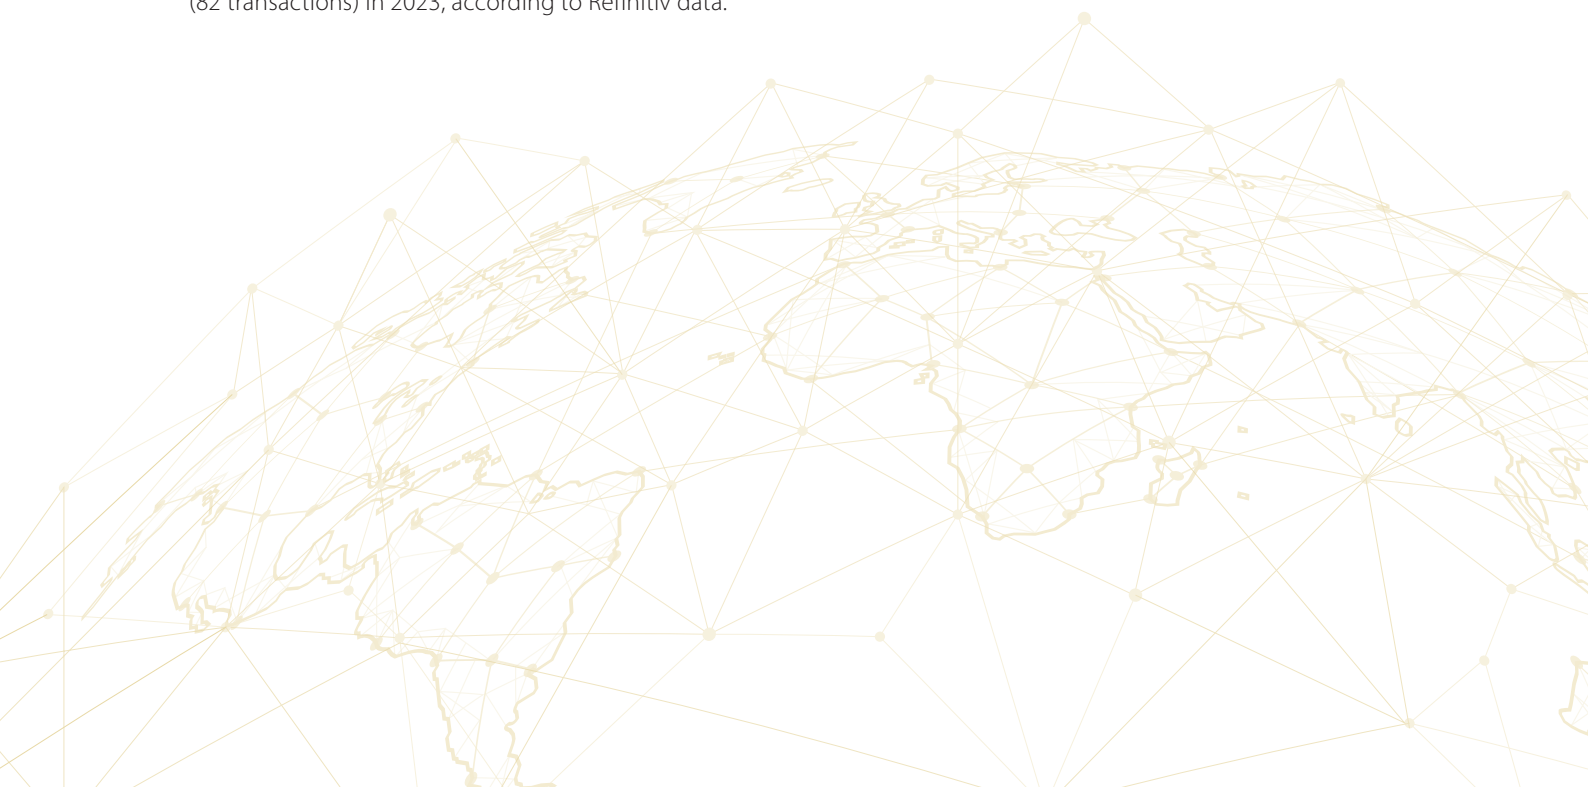 (82 transactions) in 2023, according to Refinitiv data.